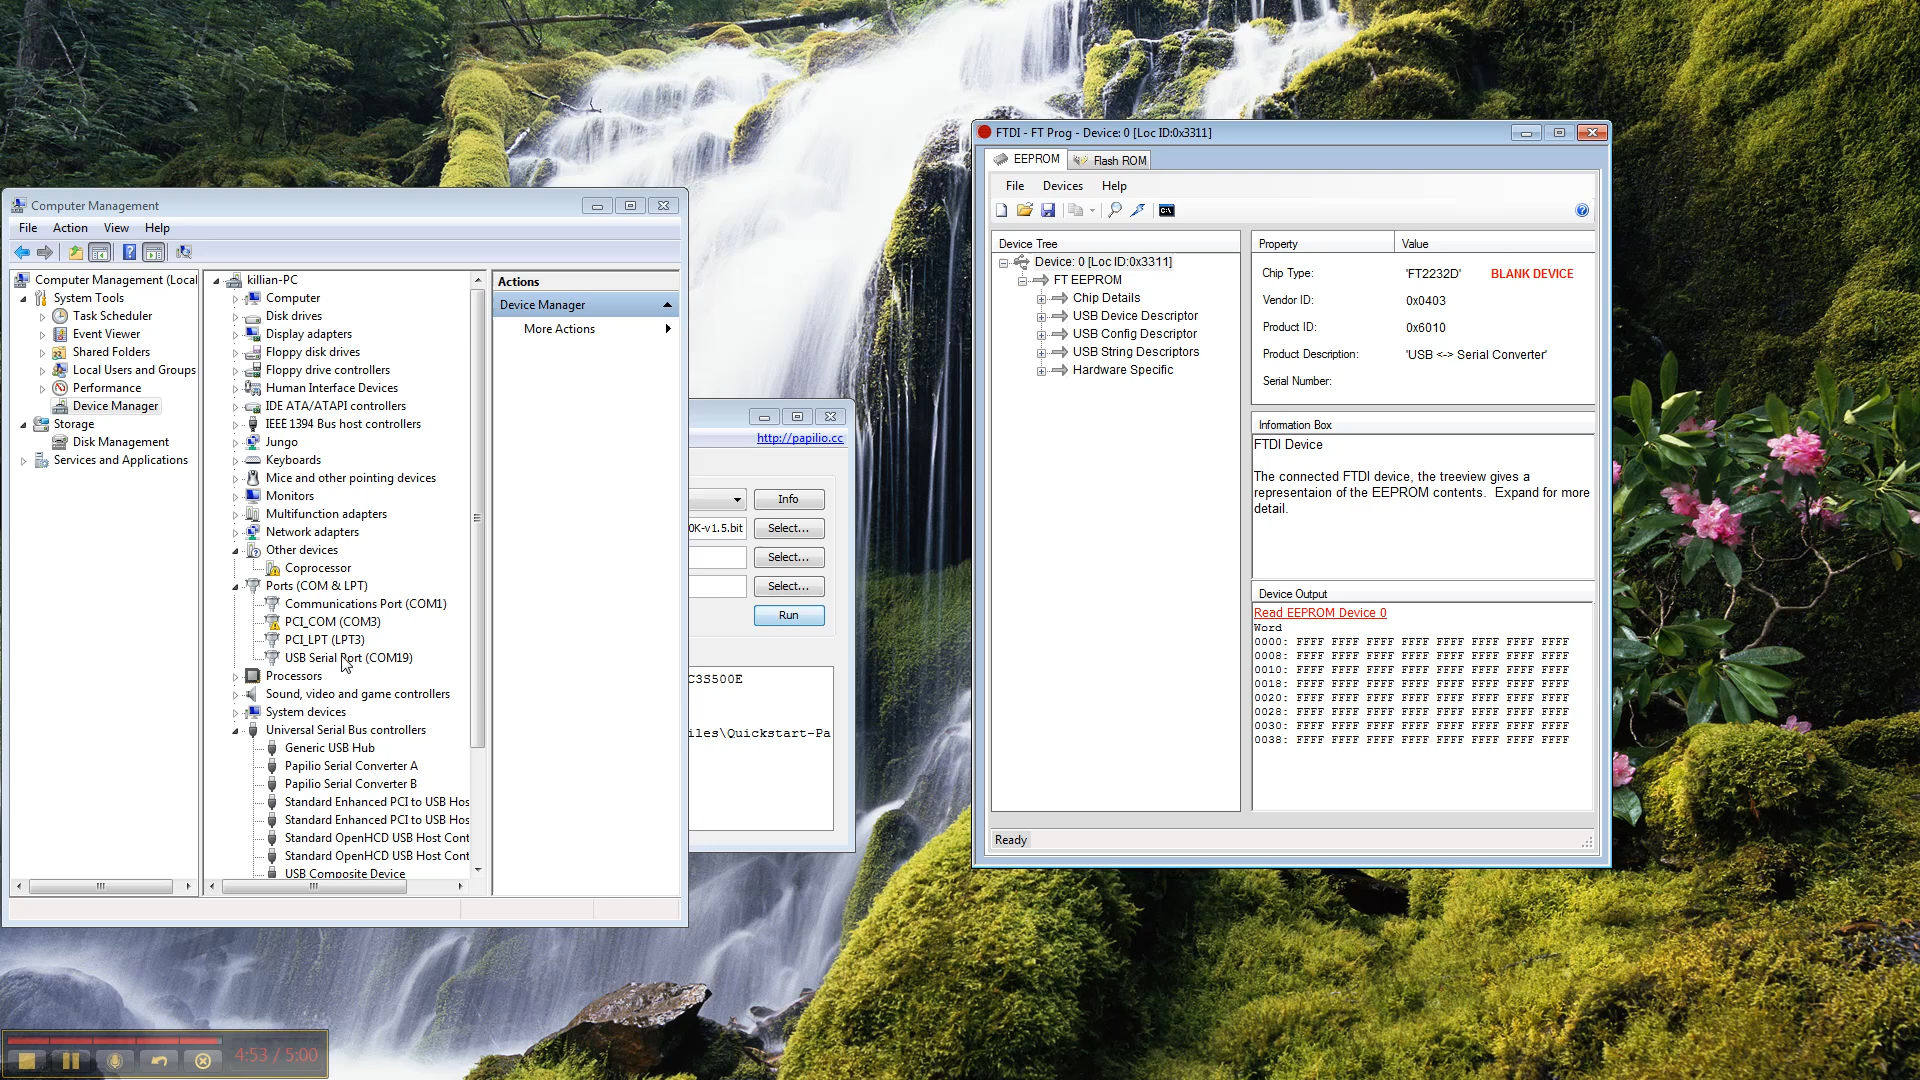 Computer Management
File Action View Help
Computer Management (Local
System Tools
Task Scheduler
Event Viewer
Shared Folders
Local Users and Groups
Performance
Device Manager
Storage
Disk Management
Services and Applications
killian-PC
Computer
Disk drives
Display adapters
Floppy disk drives
Floppy drive controllers
Human Interface Devices
IDE ATA/ATAPI controllers
IEEE 1394 Bus host controllers
Jungo
Keyboards
Mice and other pointing devices
Monitors
Multifunction adapters
Network adapters
Other devices
Coprocessor
Ports (COM & LPT)
Communications Port (COM1)
PCI_COM (COM3)
PCI_LPT (LPT3)
USB Serial Port (COM19)
Processors
Sound, video and game controllers
System devices
Universal Serial Bus controllers
Generic USB Hub
Papilio Serial Converter A
Papilio Serial Converter B
Standard Enhanced PCI to USB Hos
Standard Enhanced PCI to USB Hos
Standard OpenHCD USB Host Cont
Standard OpenHCD USB Host Cont
USB Composite Device
Actions
Device Manager
More Actions
http://papilio.cc
Info
0K-v1.5.bit Select...
Select...
Select...
Run
C3S500E
iles\Quickstart-Pa
FTDI - FT Prog - Device: 0 [Loc ID:0x3311]
EEPROM Flash ROM
File Devices Help
Device Tree
Device: 0 [Loc ID:0x3311]
FT EEPROM
Chip Details
USB Device Descriptor
USB Config Descriptor
USB String Descriptors
Hardware Specific
Property Value
Chip Type: 'FT2232D' BLANK DEVICE
Vendor ID: 0x0403
Product ID: 0x6010
Product Description: 'USB <-> Serial Converter'
Serial Number:
Information Box
FTDI Device
The connected FTDI device, the treeview gives a
representaion of the EEPROM contents. Expand for more
detail.
Device Output
Read EEPROM Device 0
Word
0000: FFFF FFFF FFFF FFFF FFFF FFFF FFFF FFFF
0008: FFFF FFFF FFFF FFFF FFFF FFFF FFFF FFFF
0010: FFFF FFFF FFFF FFFF FFFF FFFF FFFF FFFF
0018: FFFF FFFF FFFF FFFF FFFF FFFF FFFF FFFF
0020: FFFF FFFF FFFF FFFF FFFF FFFF FFFF FFFF
0028: FFFF FFFF FFFF FFFF FFFF FFFF FFFF FFFF
0030: FFFF FFFF FFFF FFFF FFFF FFFF FFFF FFFF
0038: FFFF FFFF FFFF FFFF FFFF FFFF FFFF FFFF
Ready
4:53 / 5:00